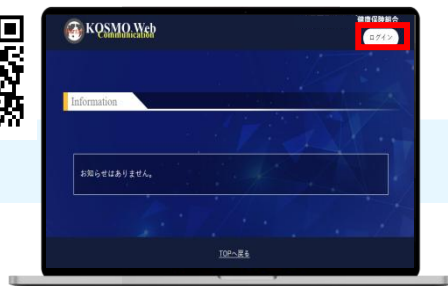 KOSMO Web
Communication
健康保険組合
ログイン
Information
お知らせはありません。
TOPへ戻る